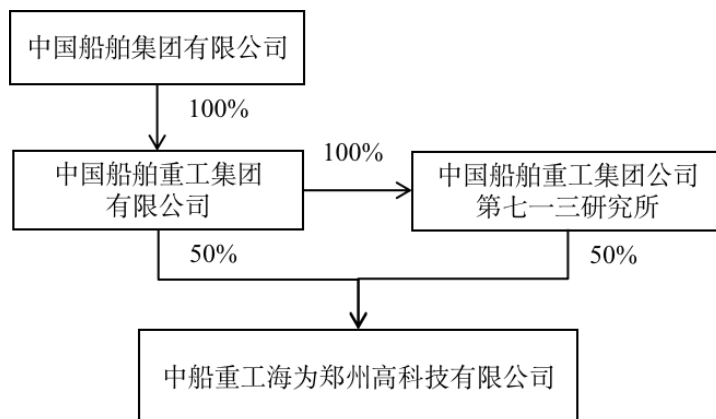 中国船舶集团有限公司
100%
中国船舶重工集团
有限公司
100%
中国船舶重工集团公司
第七一三研究所
50%
50%
中船重工海为郑州高科技有限公司